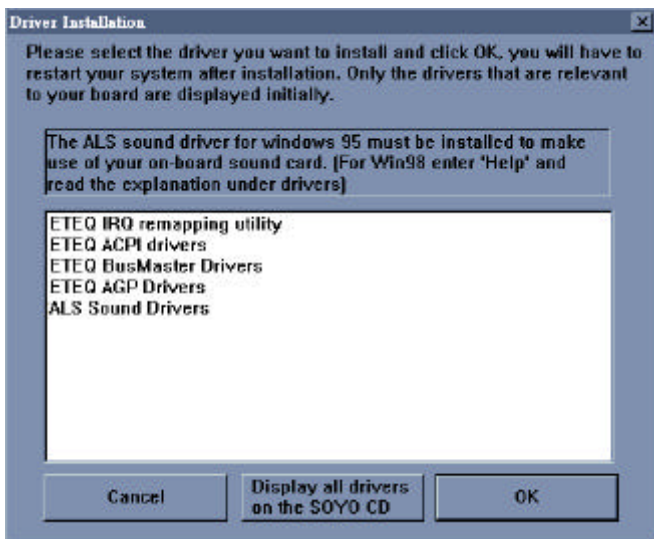 Driver Installation
Please select the driver you want to install and click OK, you will have to
restart your system after installation. Only the drivers that are relevant
to your board are displayed initially.
The ALS sound driver for windows 95 must be installed to make
use of your on-board sound card. (For Win98 enter 'Help' and
read the explanation under drivers)
ETEQ IRQ remapping utility
ETEQ ACPI drivers
ETEQ BusMaster Drivers
ETEQ AGP Drivers
ALS Sound Drivers
Cancel
Display all drivers
on the SOYO CD
OK